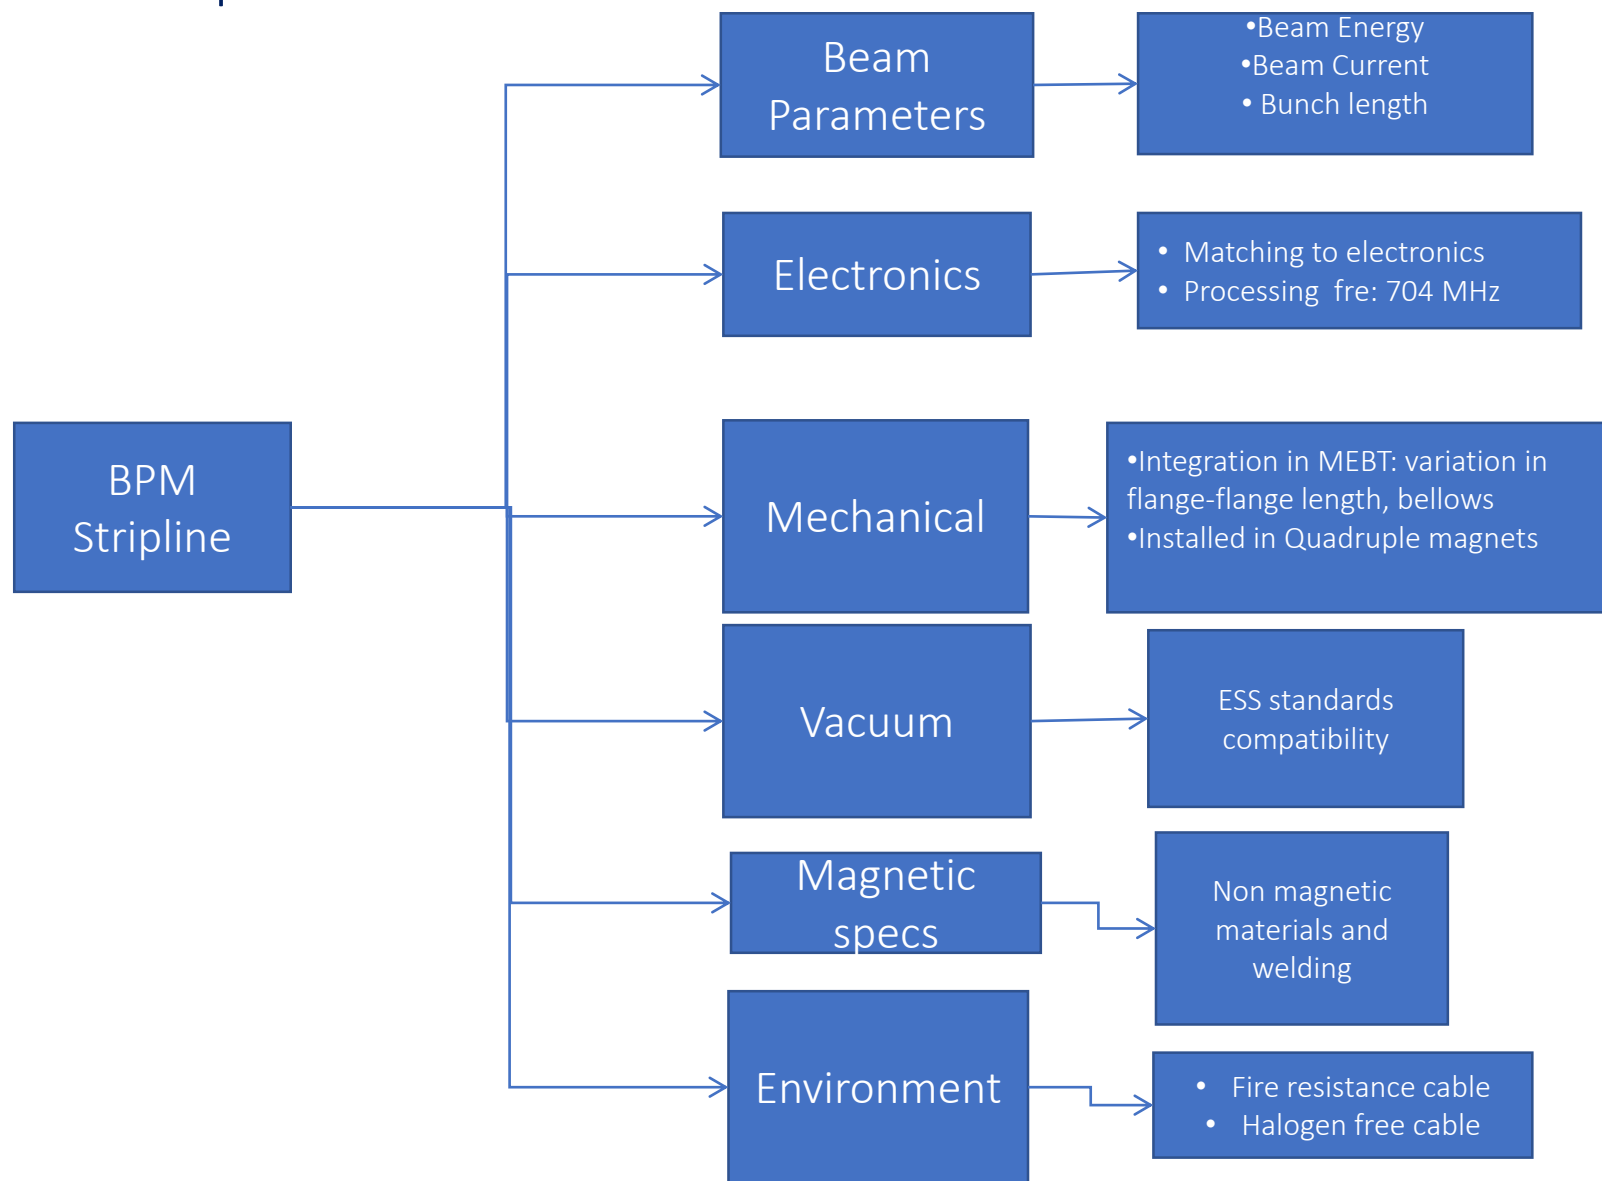 Beam
Parameters
•Beam Energy
•Beam Current
• Bunch length
Electronics
• Matching to electronics
• Processing  fre: 704 MHz
BPM
Stripline
Mechanical
•Integration in MEBT: variation in
flange-flange length, bellows
•Installed in Quadruple magnets
Vacuum
ESS standards
compatibility
Magnetic
specs
Non magnetic
materials and
welding
Environment
• Fire resistance cable
• Halogen free cable